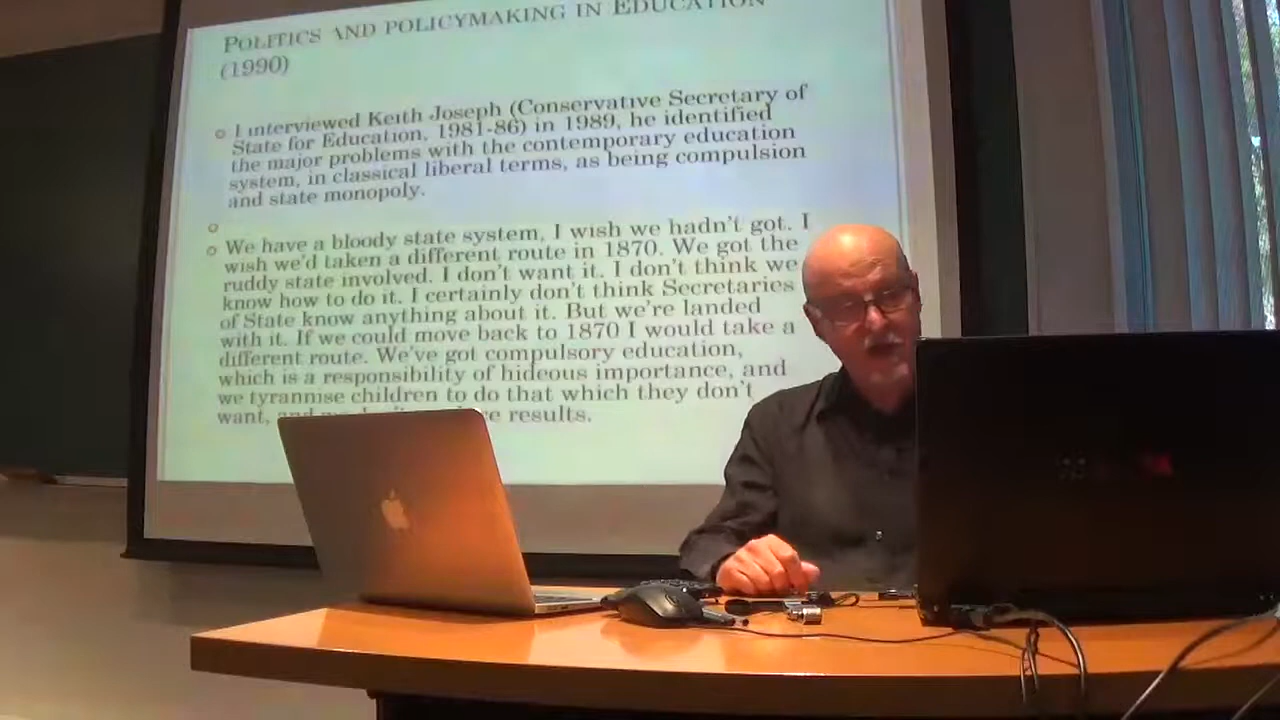 POLITICS AND POLICYMAKING IN EDUCATION
(1990)
I interviewed Keith Joseph (Conservative Secretary of
State for Education, 1981-86) in 1989, he identified
the major problems with the contemporary education
system, in classical liberal terms, as being compulsion
and state monopoly.
We have a bloody state system, I wish we hadn't got. I
wish we'd taken a different route in 1870. We got the
ruddy state involved. I don't want it. I don't think we
know how to do it. I certainly don't think Secretaries
of State know anything about it. But we're landed
with it. If we could move back to 1870 I would take a
different route. We've got compulsory education,
which is a responsibility of hideous importance, and
we tyrannise children to do that which they don't
want, and results.